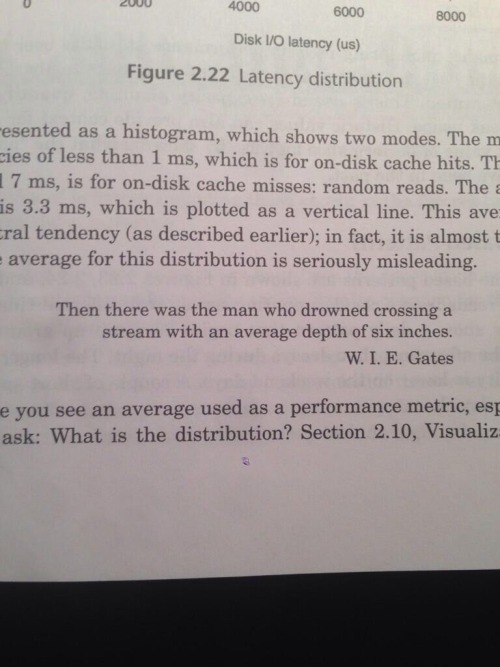 0 2000 4000 6000 8000
Disk I/O latency (us)
Figure 2.22 Latency distribution
resented as a histogram, which shows two modes. The m
cies of less than 1 ms, which is for on-disk cache hits. Th
l 7 ms, is for on-disk cache misses: random reads. The a
is 3.3 ms, which is plotted as a vertical line. This aver
tral tendency (as described earlier); in fact, it is almost t
e average for this distribution is seriously misleading.
Then there was the man who drowned crossing a
stream with an average depth of six inches.
W. I. E. Gates
e you see an average used as a performance metric, esp
ask: What is the distribution? Section 2.10, Visualiz